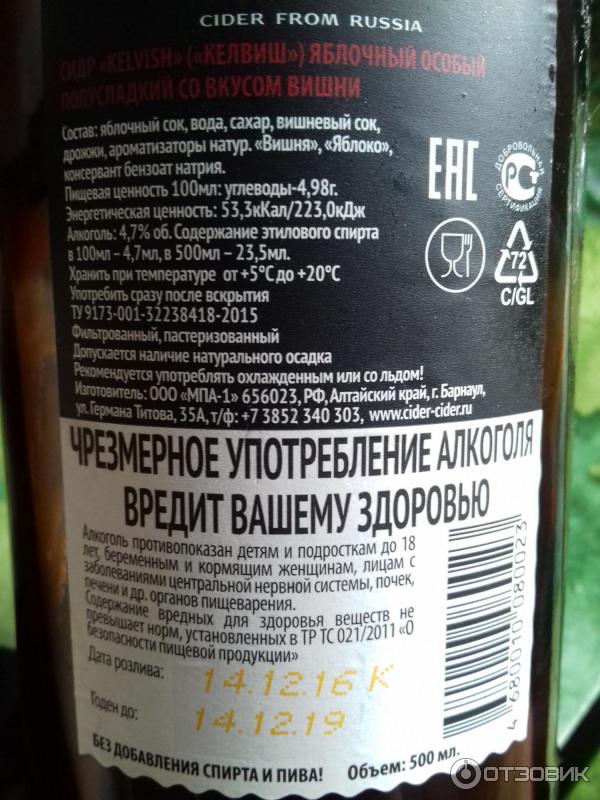 CIDER FROM RUSSIA
СИДР «KELVISH» («КЕЛВИШ») ЯБЛОЧНЫЙ ОСОБЫЙ
ПОЛУСЛАДКИЙ СО ВКУСОМ ВИШНИ
Состав: яблочный сок, вода, сахар, вишневый сок,
дрожжи, ароматизаторы натур. «Вишня», «Яблоко»,
консервант бензоат натрия.
Пищевая ценность 100мл: углеводы-4,98г.
Энергетическая ценность: 53,3кКал/223,0кДж
Алкоголь: 4,7% об. Содержание этилового спирта
в 100мл – 4,7мл, в 500мл – 23,5мл.
Хранить при температуре от +5°С до +20°С
Употребить сразу после вскрытия
ТУ 9173-001-32238418-2015
Фильтрованный, пастеризованный
Допускается наличие натурального осадка
Рекомендуется употреблять охлажденным или со льдом!
Изготовитель: ООО «МПА-1» 656023, РФ, Алтайский край, г. Барнаул,
ул. Германа Титова, 35А, т/ф: +7 3852 340 303, www.cider-cider.ru
ЕАС
ДОБРОВОЛЬНАЯ
РСТ
СЕРТИФИКАЦИЯ
72
C/GL
ЧРЕЗМЕРНОЕ УПОТРЕБЛЕНИЕ АЛКОГОЛЯ
ВРЕДИТ ВАШЕМУ ЗДОРОВЬЮ
Алкоголь противопоказан детям и подросткам до 18
лет, беременным и кормящим женщинам, лицам с
заболеваниями центральной нервной системы, почек,
печени и др. органов пищеварения.
Содержание вредных для здоровья веществ не
превышает норм, установленных в ТР ТС 021/2011 «О
безопасности пищевой продукции»
Дата розлива: 14.12.16 К
Годен до: 14.12.19
4 680010 080023
БЕЗ ДОБАВЛЕНИЯ СПИРТА И ПИВА! Объем: 500 мл.
ОТЗОВИК